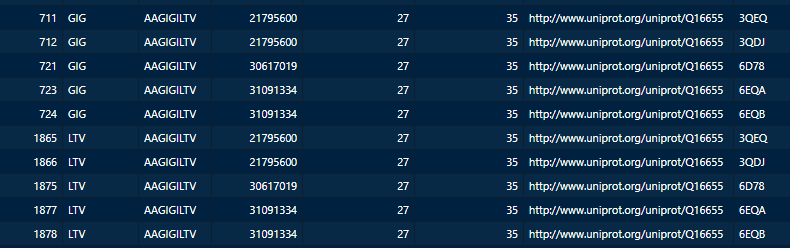 711 GIG AAGIGILTV 21795600 27 35 http://www.uniprot.org/uniprot/Q16655 3QEQ
712 GIG AAGIGILTV 21795600 27 35 http://www.uniprot.org/uniprot/Q16655 3QDJ
721 GIG AAGIGILTV 30617019 27 35 http://www.uniprot.org/uniprot/Q16655 6D78
723 GIG AAGIGILTV 31091334 27 35 http://www.uniprot.org/uniprot/Q16655 6EQA
724 GIG AAGIGILTV 31091334 27 35 http://www.uniprot.org/uniprot/Q16655 6EQB
1865 LTV AAGIGILTV 21795600 27 35 http://www.uniprot.org/uniprot/Q16655 3QEQ
1866 LTV AAGIGILTV 21795600 27 35 http://www.uniprot.org/uniprot/Q16655 3QDJ
1875 LTV AAGIGILTV 30617019 27 35 http://www.uniprot.org/uniprot/Q16655 6D78
1877 LTV AAGIGILTV 31091334 27 35 http://www.uniprot.org/uniprot/Q16655 6EQA
1878 LTV AAGIGILTV 31091334 27 35 http://www.uniprot.org/uniprot/Q16655 6EQB